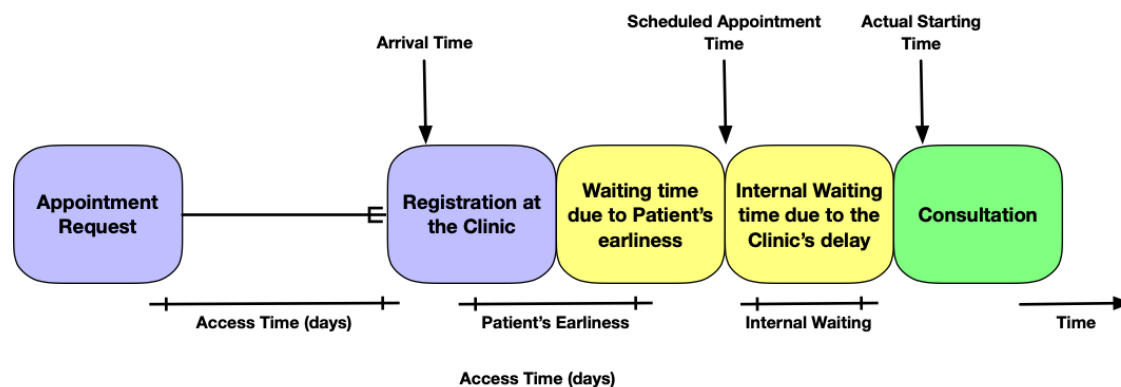 Scheduled Appointment
Time
Actual Starting
Time
Arrival Time
Appointment
Request
Registration at
the Clinic
Waiting time
due to Patient's
earliness
Internal Waiting
time due to the
Clinic's delay
Consultation
Access Time (days)
Patient's Earliness
Internal Waiting
Time
Access Time (days)